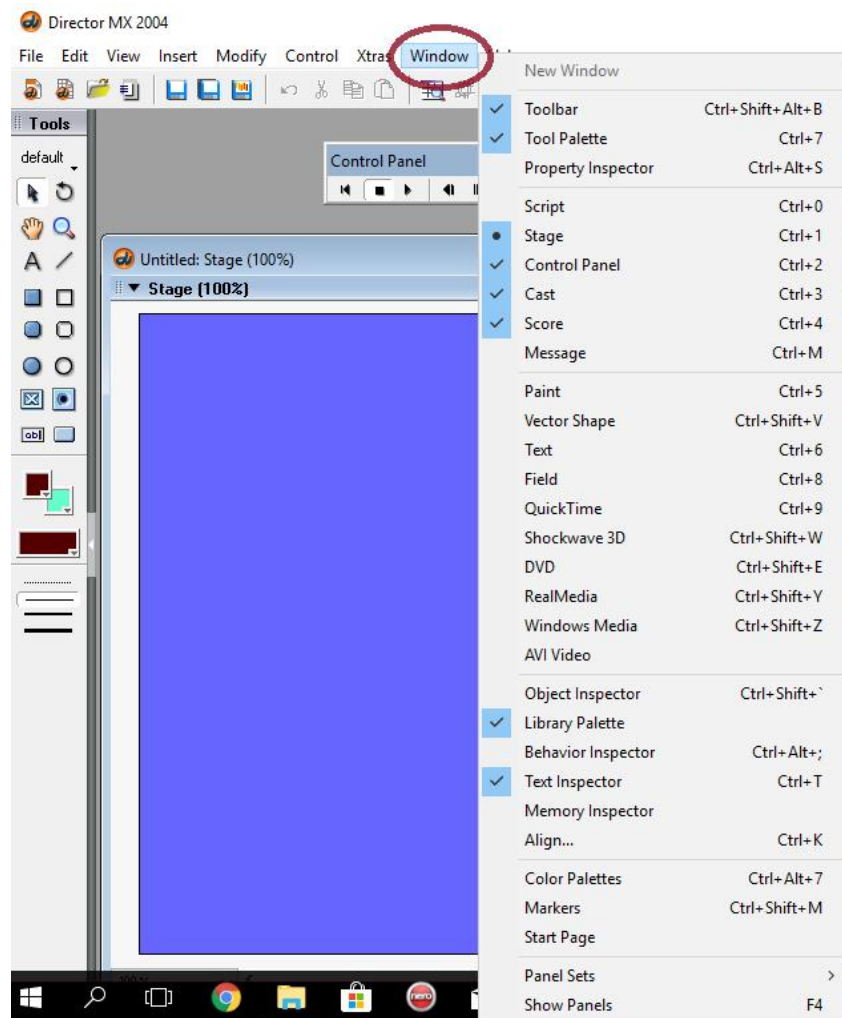 Director MX 2004
File Edit View Insert Modify Control Xtras Window
New Window
Toolbar Ctrl+Shift+Alt+B
Tool Palette Ctrl+7
Property Inspector Ctrl+Alt+S
Script Ctrl+0
Stage Ctrl+1
Control Panel Ctrl+2
Cast Ctrl+3
Score Ctrl+4
Message Ctrl+M
Paint Ctrl+5
Vector Shape Ctrl+Shift+V
Text Ctrl+6
Field Ctrl+8
QuickTime Ctrl+9
Shockwave 3D Ctrl+Shift+W
DVD Ctrl+Shift+E
RealMedia Ctrl+Shift+Y
Windows Media Ctrl+Shift+Z
AVI Video
Object Inspector Ctrl+Shift+`
Library Palette
Behavior Inspector Ctrl+Alt+;
Text Inspector Ctrl+T
Memory Inspector
Align... Ctrl+K
Color Palettes Ctrl+Alt+7
Markers Ctrl+Shift+M
Start Page
Panel Sets >
Show Panels F4
Tools
default
A
abl
Control Panel
Untitled: Stage (100%)
Stage (100%)
nero